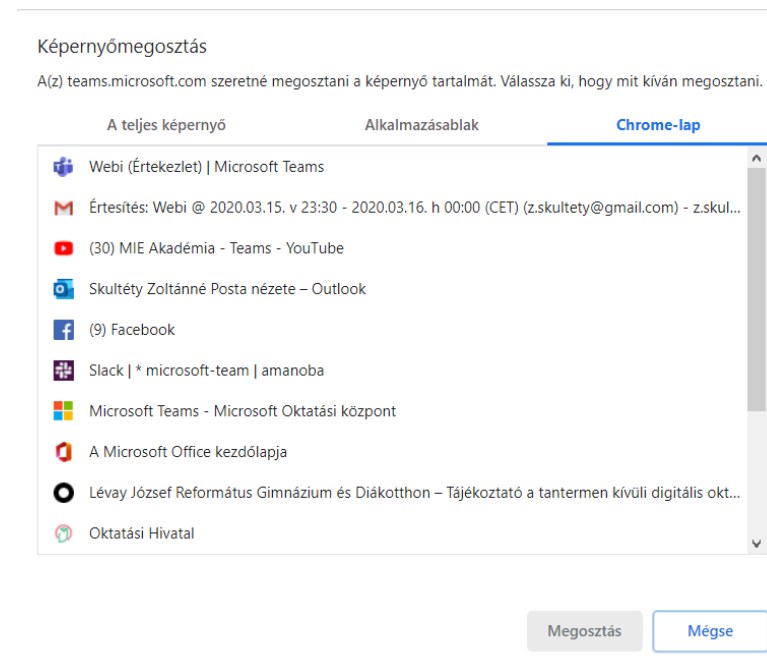 Képernyőmegosztás
A(z) teams.microsoft.com szeretné megosztani a képernyő tartalmát. Válassza ki, hogy mit kíván megosztani.
A teljes képernyő Alkalmazásablak Chrome-lap
Webi (Értekezlet) | Microsoft Teams
Értesítés: Webi @ 2020.03.15. v 23:30 - 2020.03.16. h 00:00 (CET) (z.skultety@gmail.com) - z.skul...
(30) MIE Akadémia - Teams - YouTube
Skultéty Zoltánné Posta nézete – Outlook
(9) Facebook
Slack | * microsoft-team | amanoba
Microsoft Teams - Microsoft Oktatási központ
A Microsoft Office kezdőlapja
Lévay József Református Gimnázium és Diákotthon – Tájékoztató a tantermen kívüli digitális okt...
Oktatási Hivatal
Megosztás Mégse